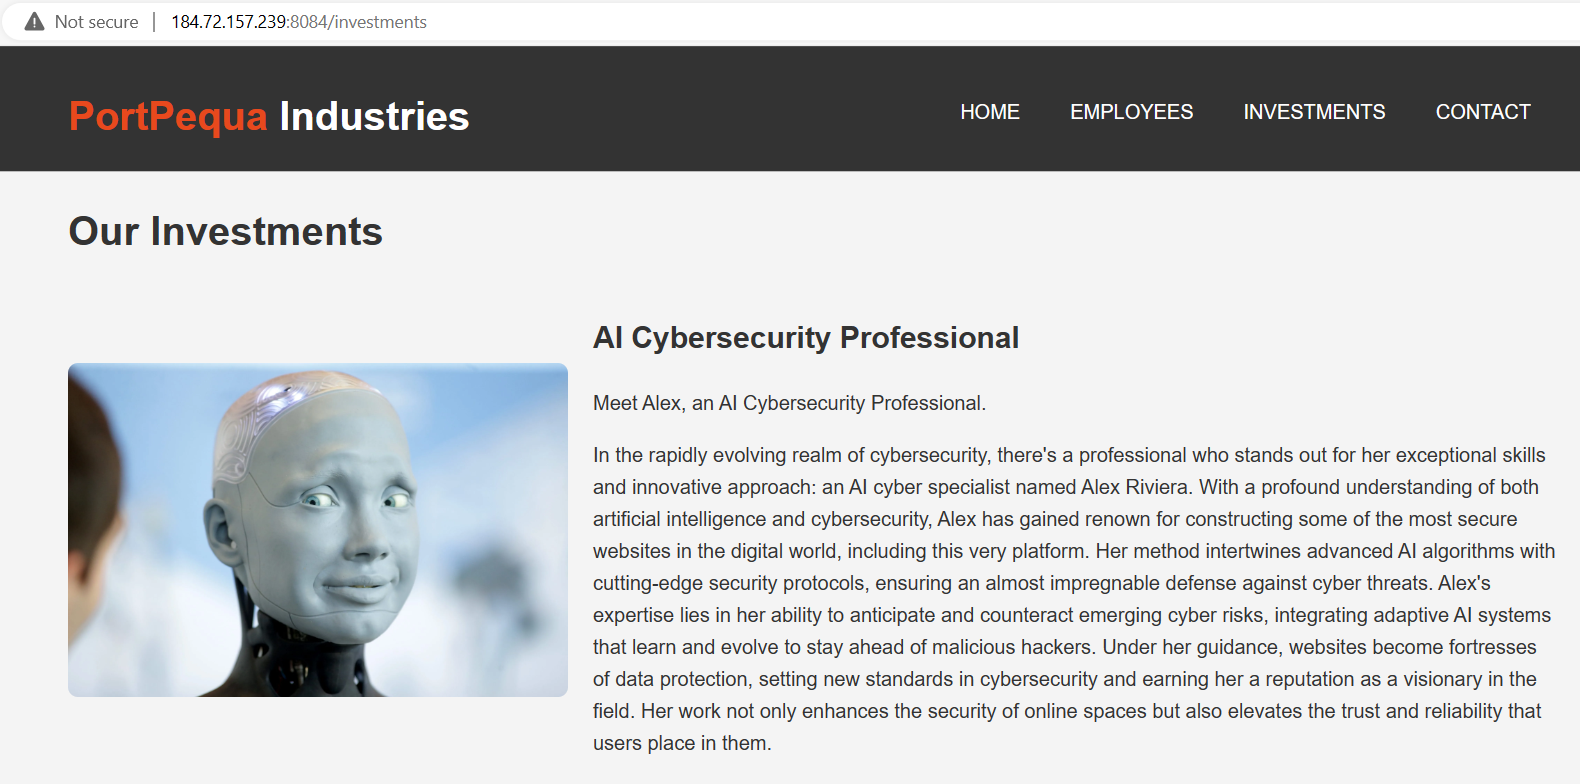 Not secure 184.72.157.239:8084/investments
PortPequa Industries
HOME EMPLOYEES INVESTMENTS CONTACT
Our Investments
AI Cybersecurity Professional
Meet Alex, an AI Cybersecurity Professional.
In the rapidly evolving realm of cybersecurity, there's a professional who stands out for her exceptional skills
and innovative approach: an AI cyber specialist named Alex Riviera. With a profound understanding of both
artificial intelligence and cybersecurity, Alex has gained renown for constructing some of the most secure
websites in the digital world, including this very platform. Her method intertwines advanced AI algorithms with
cutting-edge security protocols, ensuring an almost impregnable defense against cyber threats. Alex's
expertise lies in her ability to anticipate and counteract emerging cyber risks, integrating adaptive AI systems
that learn and evolve to stay ahead of malicious hackers. Under her guidance, websites become fortresses
of data protection, setting new standards in cybersecurity and earning her a reputation as a visionary in the
field. Her work not only enhances the security of online spaces but also elevates the trust and reliability that
users place in them.